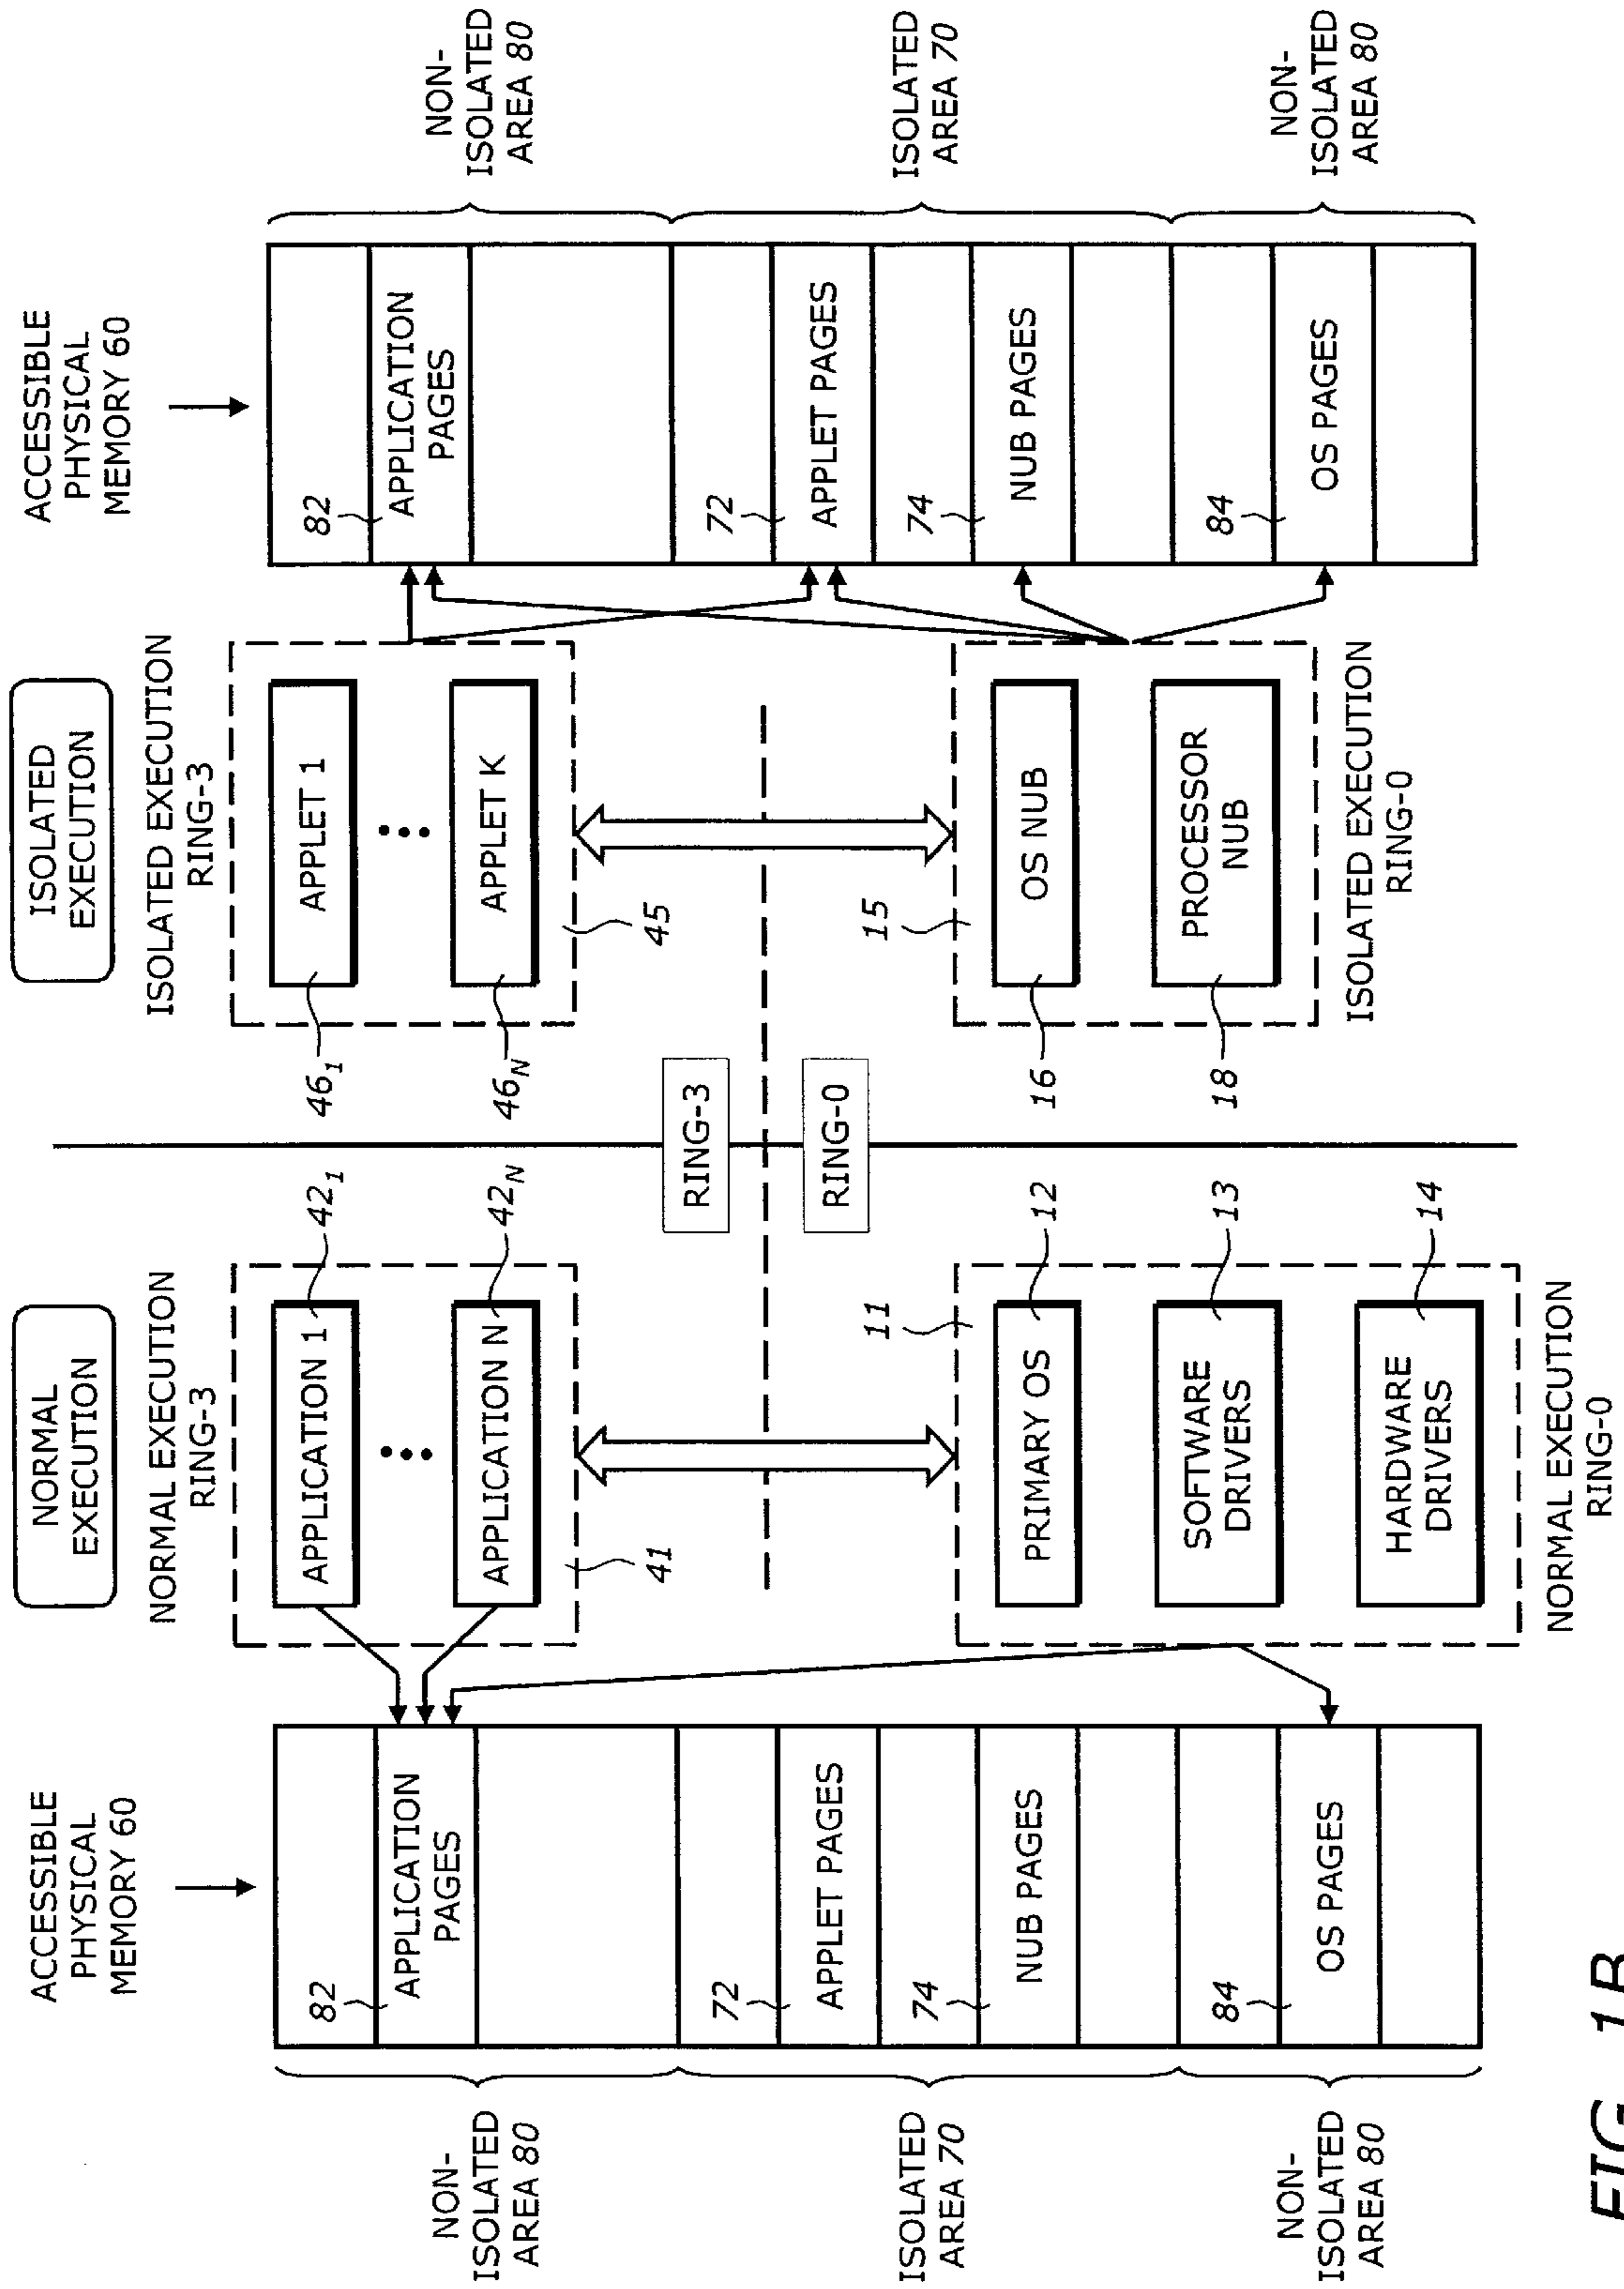 ACCESSIBLE
PHYSICAL
MEMORY 60
NORMAL
EXECUTION
ISOLATED
EXECUTION
ACCESSIBLE
PHYSICAL
MEMORY 60
NORMAL EXECUTION
RING-3
ISOLATED EXECUTION
RING-3
NON-
ISOLATED
AREA 80
82
APPLICATION
PAGES
APPLICATION 1
42₁
APPLICATION N
42N
41
46₁
APPLET 1
46N
APPLET K
45
82
APPLICATION
PAGES
NON-
ISOLATED
AREA 80
RING-3
RING-0
ISOLATED
AREA 70
72
APPLET PAGES
74
NUB PAGES
72
APPLET PAGES
74
NUB PAGES
ISOLATED
AREA 70
11
PRIMARY OS
12
SOFTWARE
DRIVERS
13
HARDWARE
DRIVERS
14
15
16
OS NUB
18
PROCESSOR
NUB
NON-
ISOLATED
AREA 80
84
OS PAGES
84
OS PAGES
NON-
ISOLATED
AREA 80
NORMAL EXECUTION
RING-0
ISOLATED EXECUTION
RING-0
FIG. 1B